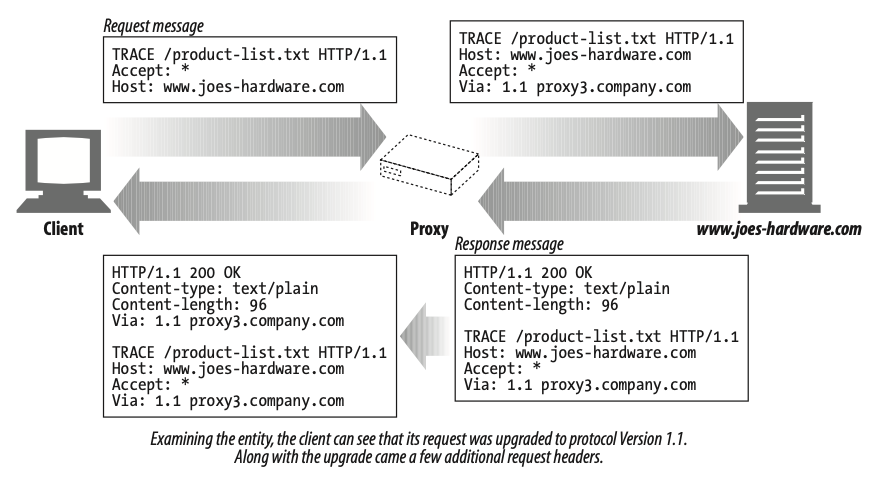 Request message
TRACE /product-list.txt HTTP/1.1
Accept: *
Host: www.joes-hardware.com
TRACE /product-list.txt HTTP/1.1
Host: www.joes-hardware.com
Accept: *
Via: 1.1 proxy3.company.com
Client
Proxy
www.joes-hardware.com
Response message
HTTP/1.1 200 OK
Content-type: text/plain
Content-length: 96
Via: 1.1 proxy3.company.com
TRACE /product-list.txt HTTP/1.1
Host: www.joes-hardware.com
Accept: *
Via: 1.1 proxy3.company.com
HTTP/1.1 200 OK
Content-type: text/plain
Content-length: 96
TRACE /product-list.txt HTTP/1.1
Host: www.joes-hardware.com
Accept: *
Via: 1.1 proxy3.company.com
Examining the entity, the client can see that its request was upgraded to protocol Version 1.1.
Along with the upgrade came a few additional request headers.